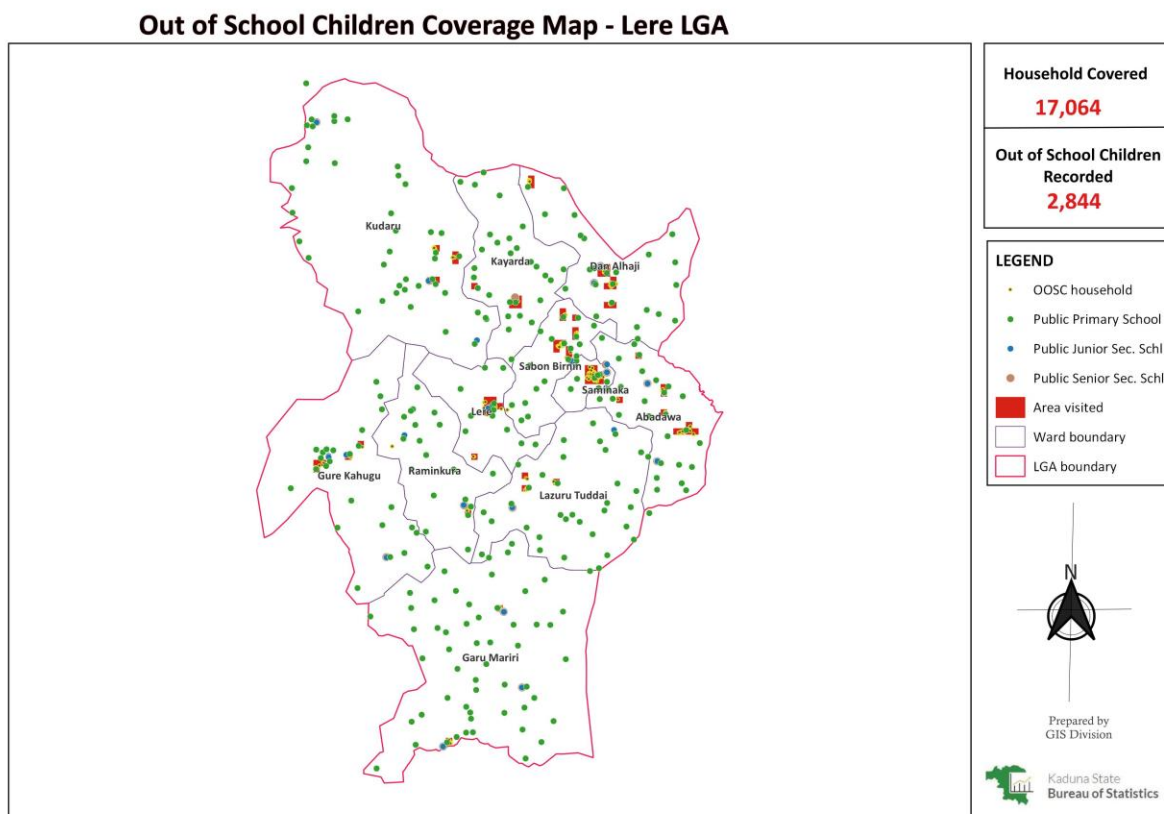 Out of School Children Coverage Map - Lere LGA
Household Covered
17,064
Out of School Children
Recorded
2,844
LEGEND
OOSC household
Public Primary School
Public Junior Sec. Schl
Public Senior Sec. Schl
Area visited
Ward boundary
LGA boundary
Kudaru
Kayarda
Dan Alhaji
Sabon Birnin
Saminaka
Lere
Abadawa
Gure Kahugu
Raminkura
Lazuru Tuddai
Garu Mariri
N
Prepared by
GIS Division
Kaduna State
Bureau of Statistics